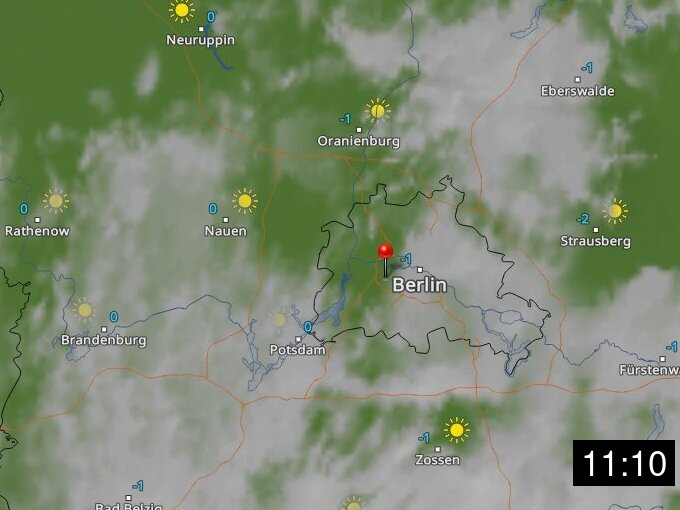 0
Neuruppin
-1
Eberswalde
-1
Oranienburg
0
Rathenow
0
Nauen
-2
Strausberg
-1
Berlin
0
Brandenburg
0
Potsdam
-1
Fürstenwa
-1
Zossen
-1
Bad Belzig
11:10